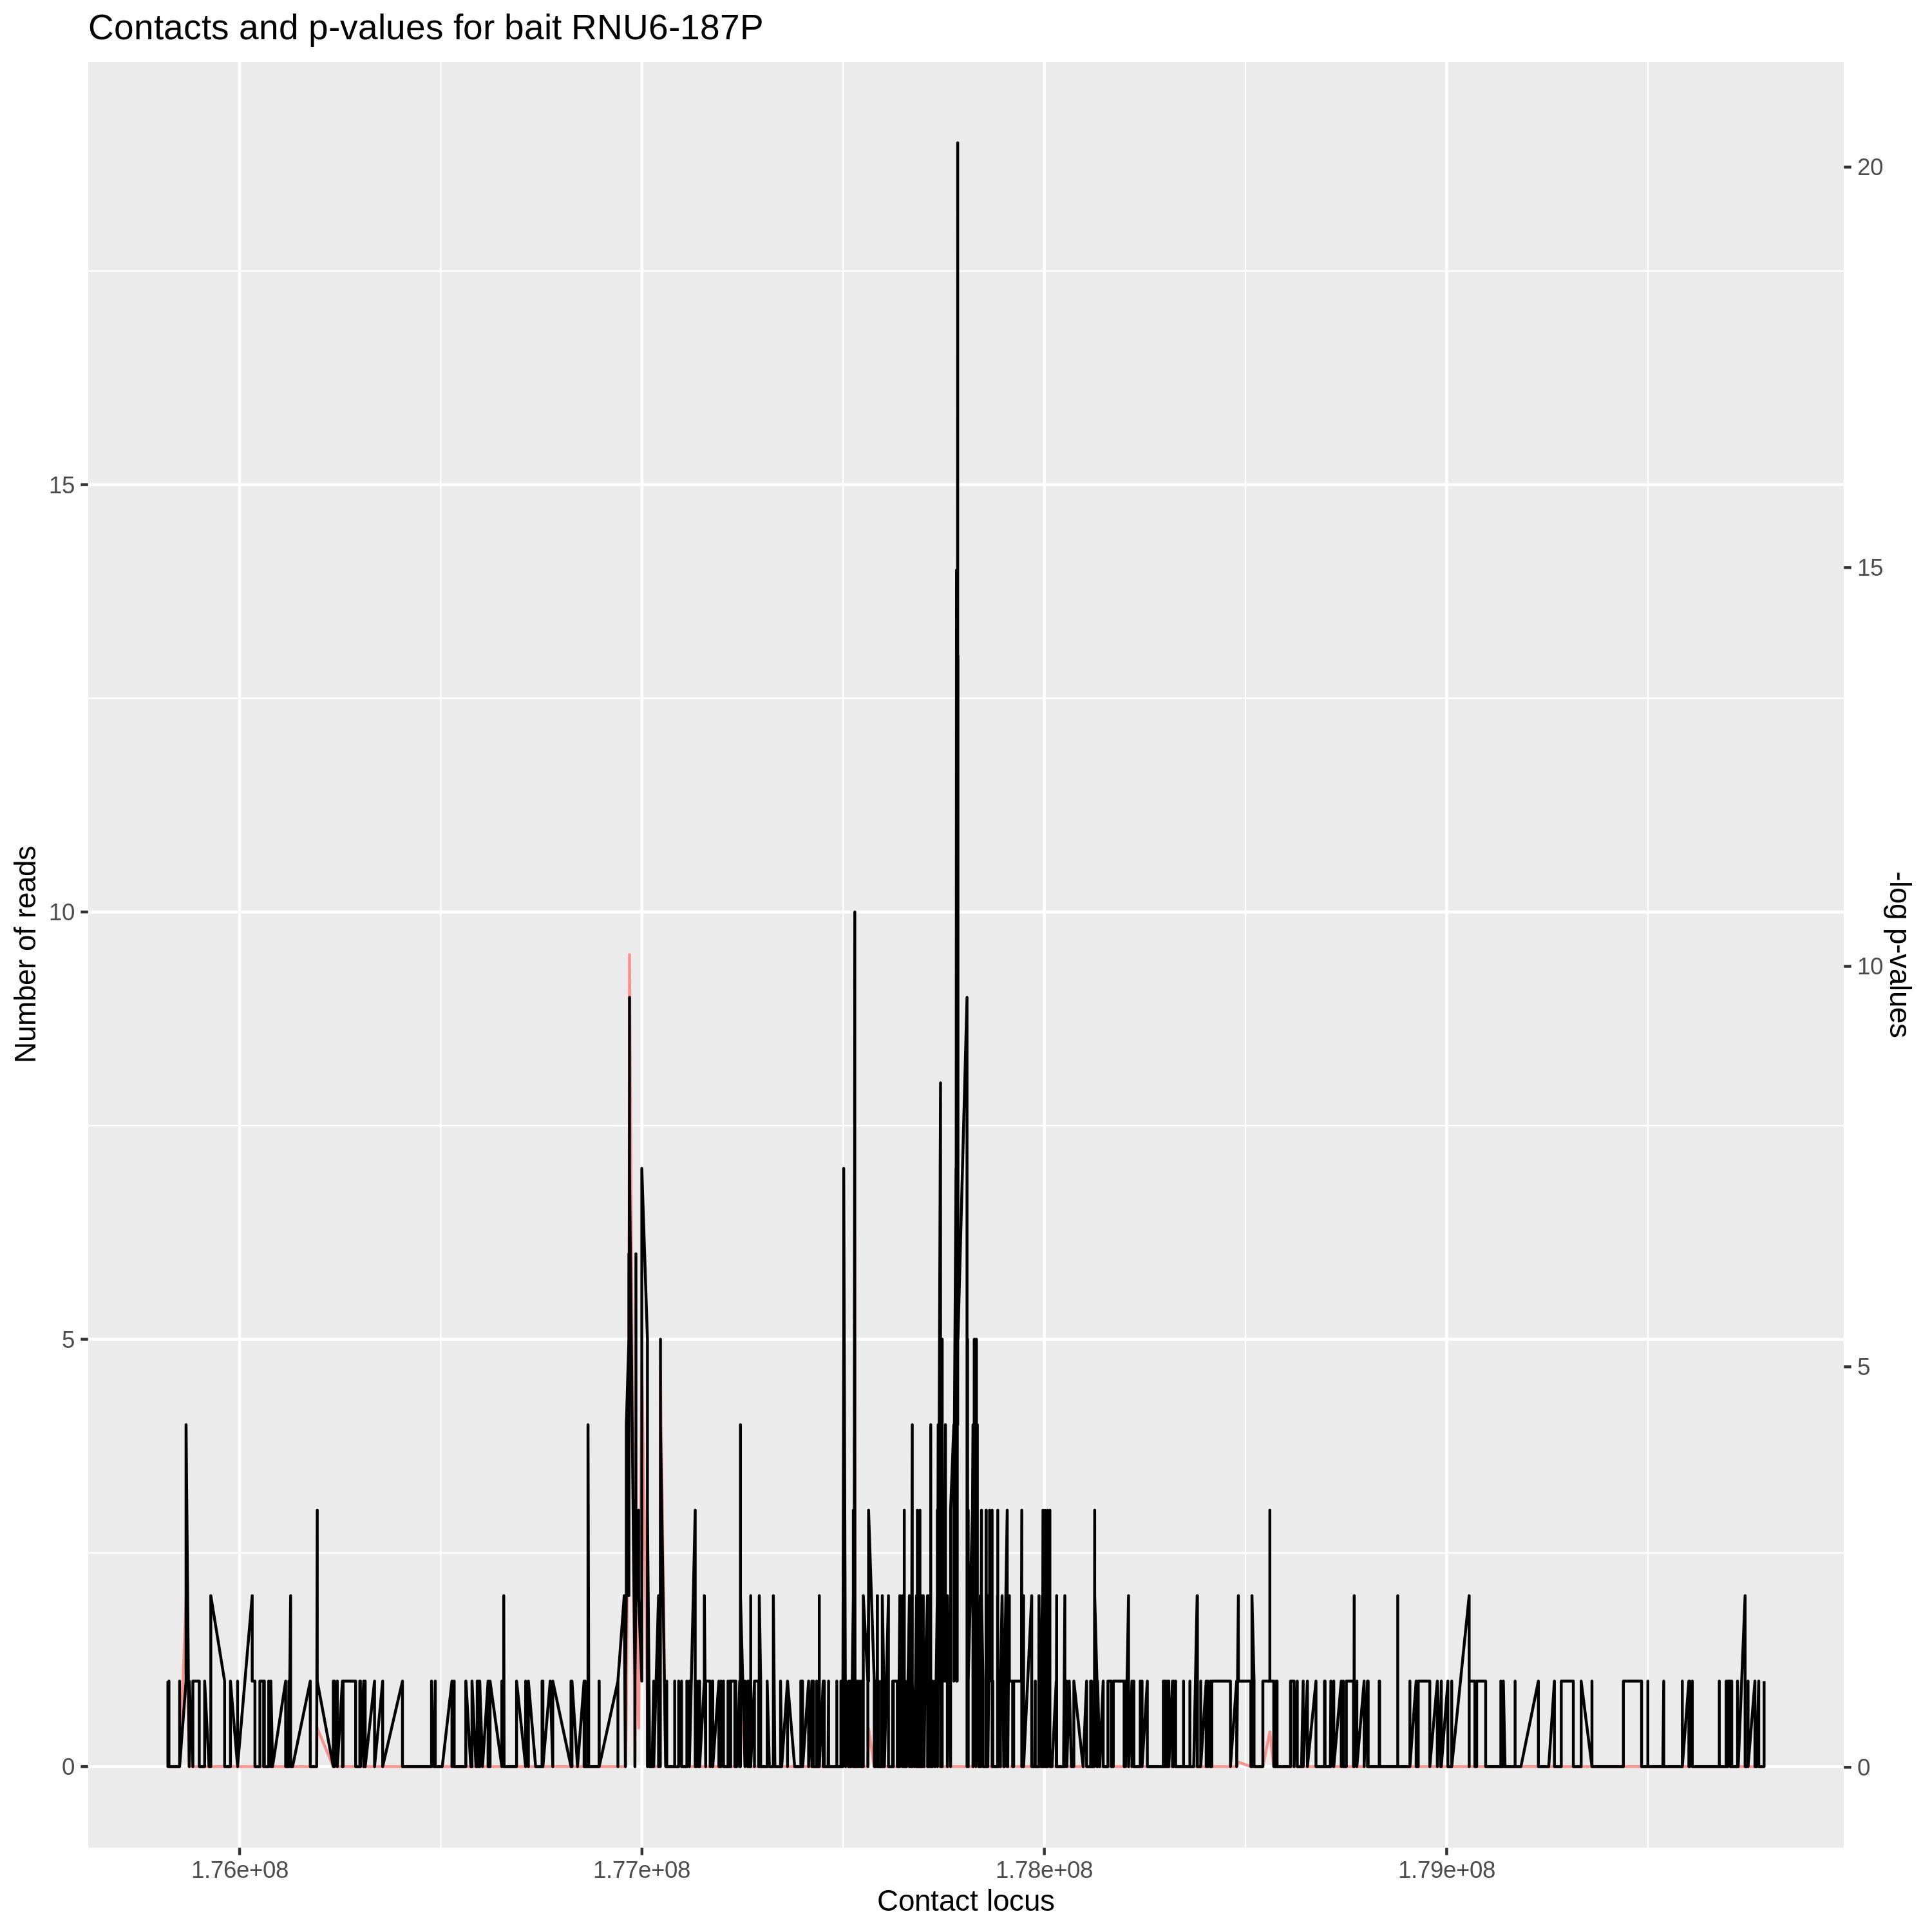 Contacts and p-values for bait RNU6-187P
Number of reads
15
10
5
0
20
15
10
5
0
-log p-values
1.76e+08 1.77e+08 1.78e+08 1.79e+08
Contact locus